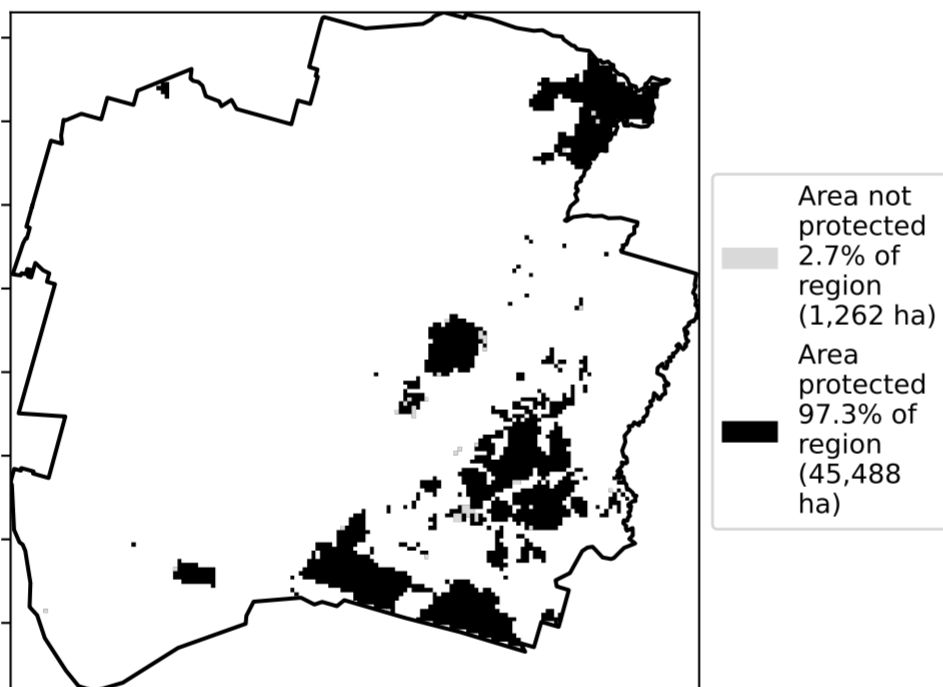 Area not
protected
2.7% of
region
(1,262 ha)
Area
protected
97.3% of
region
(45,488
ha)